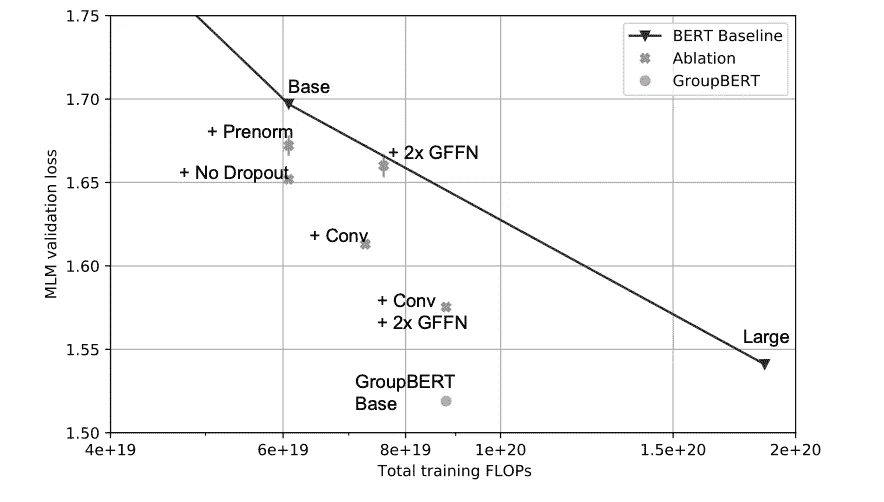 1.75
1.70
1.65
1.60
1.55
1.50
MLM validation loss
BERT Baseline
Ablation
GroupBERT
Base
+ Prenorm
+ 2x GFFN
+ No Dropout
+ Conv
+ Conv
+ 2x GFFN
Large
GroupBERT
Base
4e+19
6e+19
8e+19
1e+20
1.5e+20
2e+20
Total training FLOPs